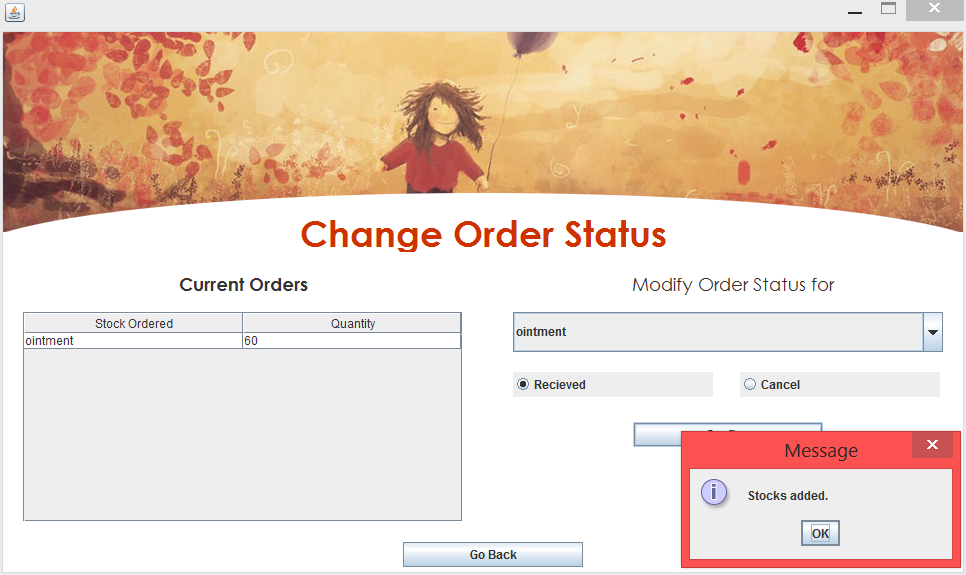 Change Order Status
Current Orders
Modify Order Status for
Stock Ordered Quantity
ointment 60
ointment
Recieved
Cancel
Message
Stocks added.
OK
Go Back